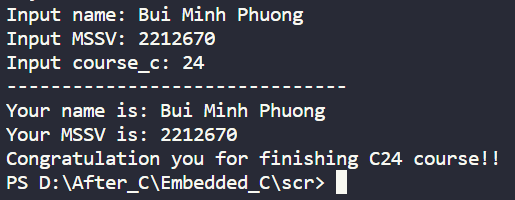 Input name: Bui Minh Phuong
Input MSSV: 2212670
Input course_c: 24
-------------------------------
Your name is: Bui Minh Phuong
Your MSSV is: 2212670
Congratulation you for finishing C24 course!!
PS D:\After_C\Embedded_C\scr>